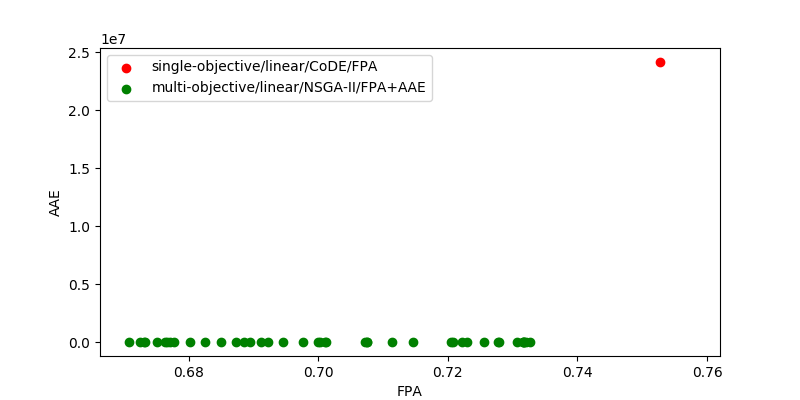 1e7
2.5
single-objective/linear/CoDE/FPA
multi-objective/linear/NSGA-II/FPA+AAE
2.0
1.5
AAE
1.0
0.5
0.0
0.68 0.70 0.72 0.74 0.76
FPA